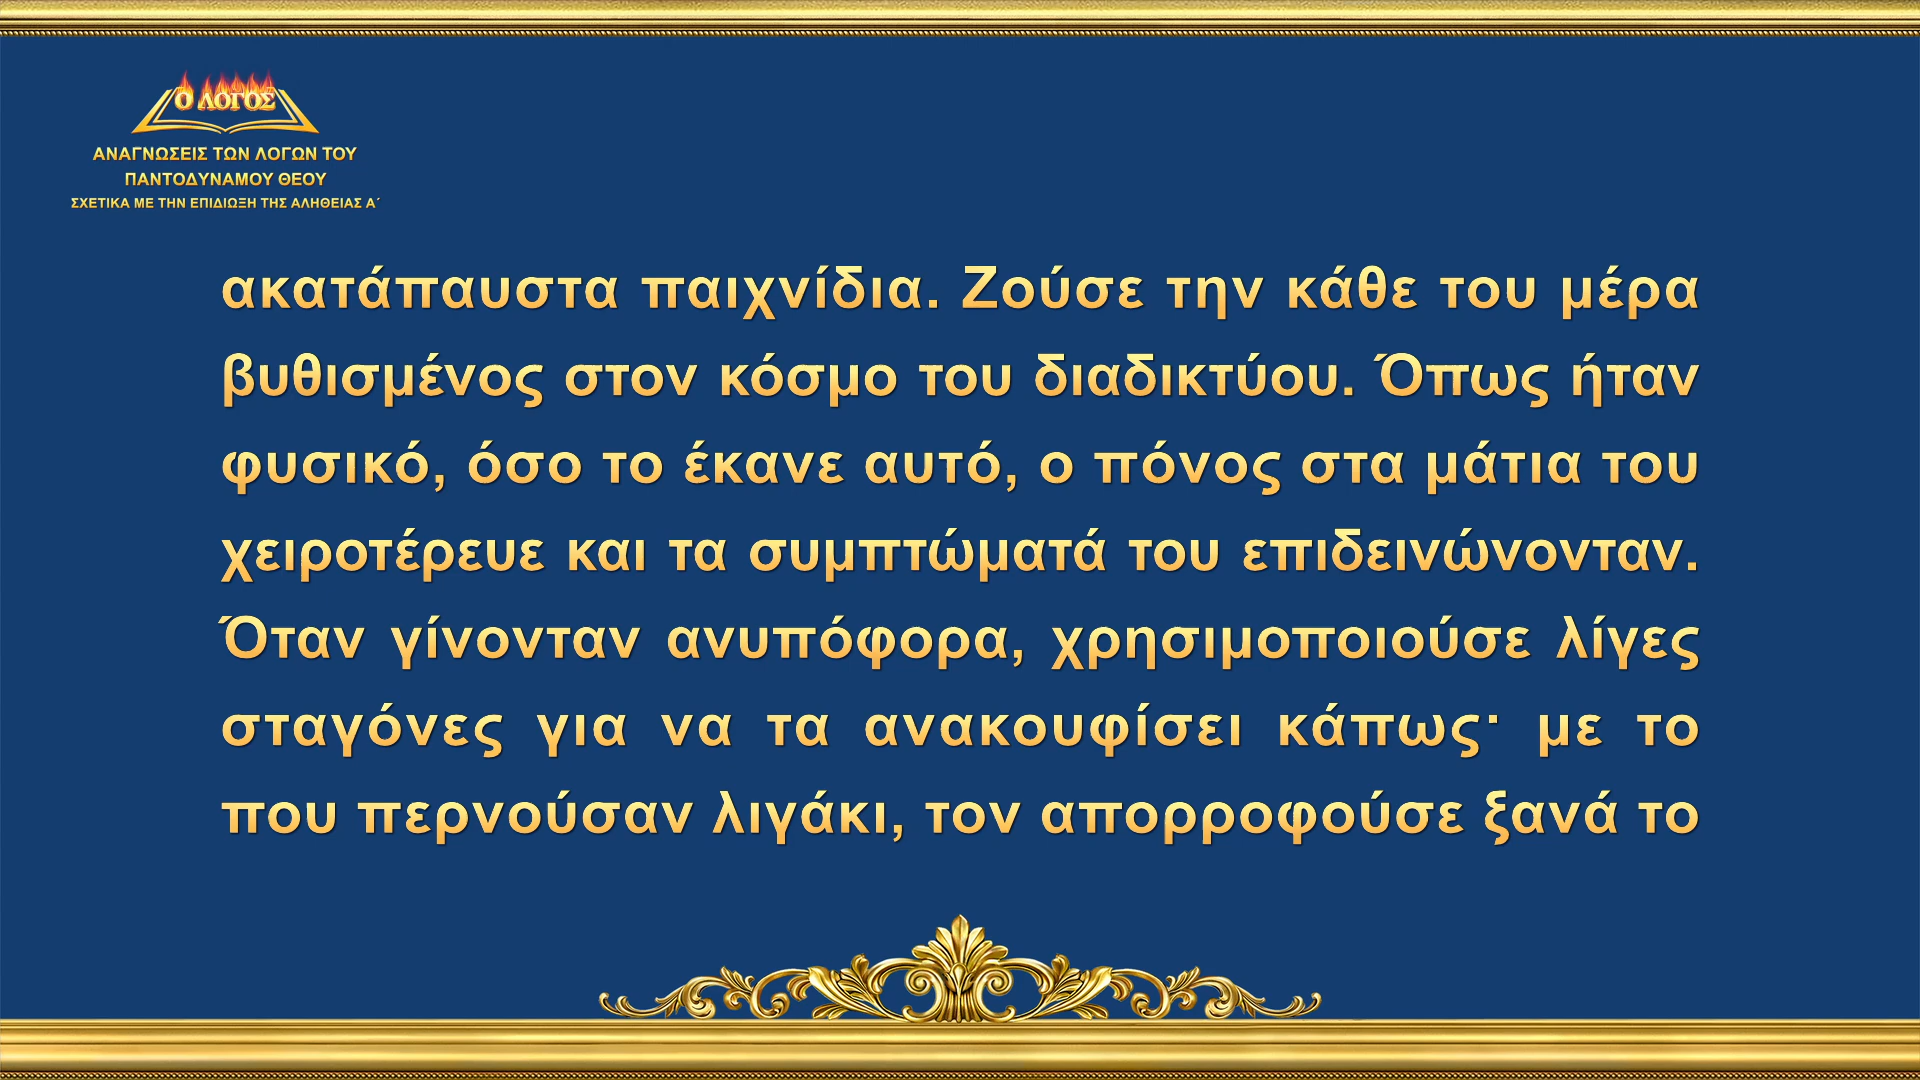 Ο ΛΟΓΟΣ
ΑΝΑΓΝΩΣΕΙΣ ΤΩΝ ΛΟΓΩΝ ΤΟΥ
ΠΑΝΤΟΔΥΝΑΜΟΥ ΘΕΟΥ
ΣΧΕΤΙΚΑ ΜΕ ΤΗΝ ΕΠΙΔΙΩΞΗ ΤΗΣ ΑΛΗΘΕΙΑΣ Α΄
ακατάπαυστα παιχνίδια. Ζούσε την κάθε του μέρα
βυθισμένος στον κόσμο του διαδικτύου. Όπως ήταν
φυσικό, όσο το έκανε αυτό, ο πόνος στα μάτια του
χειροτέρευε και τα συμπτώματά του επιδεινώνονταν.
Όταν γίνονταν ανυπόφορα, χρησιμοποιούσε λίγες
σταγόνες για να τα ανακουφίσει κάπως· με το
που περνούσαν λιγάκι, τον απορροφούσε ξανά το